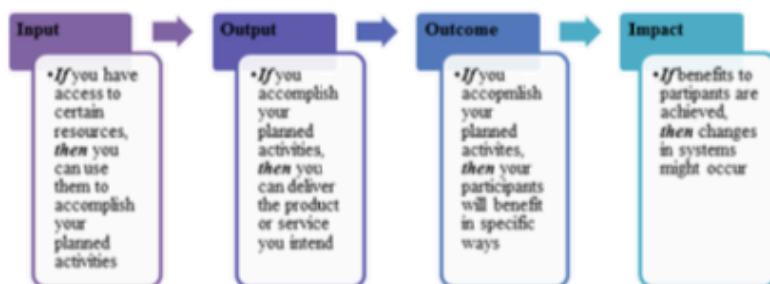 Input
•If you have
access to
certain
resources,
then you
can use
them to
accomplish
your
planned
activities
Output
•If you
accomplish
your
planned
activities,
then you
can deliver
the product
or service
you intend
Outcome
•If you
accopmlish
your
planned
activites,
then your
participants
will benefit
in specific
ways
Impact
•If benefits to
partipants are
achieved,
then changes
in systems
might occur